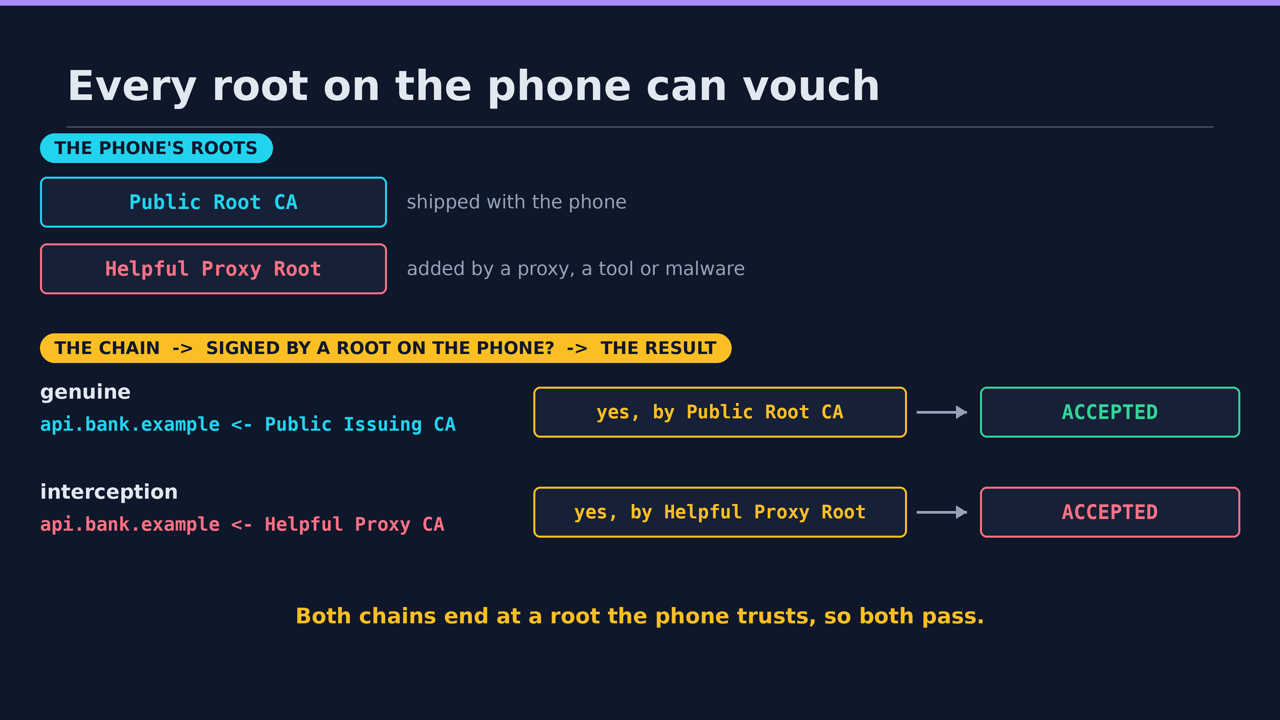 Every root on the phone can vouch
THE PHONE'S ROOTS
Public Root CA
shipped with the phone
Helpful Proxy Root
added by a proxy, a tool or malware
THE CHAIN -> SIGNED BY A ROOT ON THE PHONE? -> THE RESULT
genuine
api.bank.example <- Public Issuing CA
yes, by Public Root CA
ACCEPTED
interception
api.bank.example <- Helpful Proxy CA
yes, by Helpful Proxy Root
ACCEPTED
Both chains end at a root the phone trusts, so both pass.